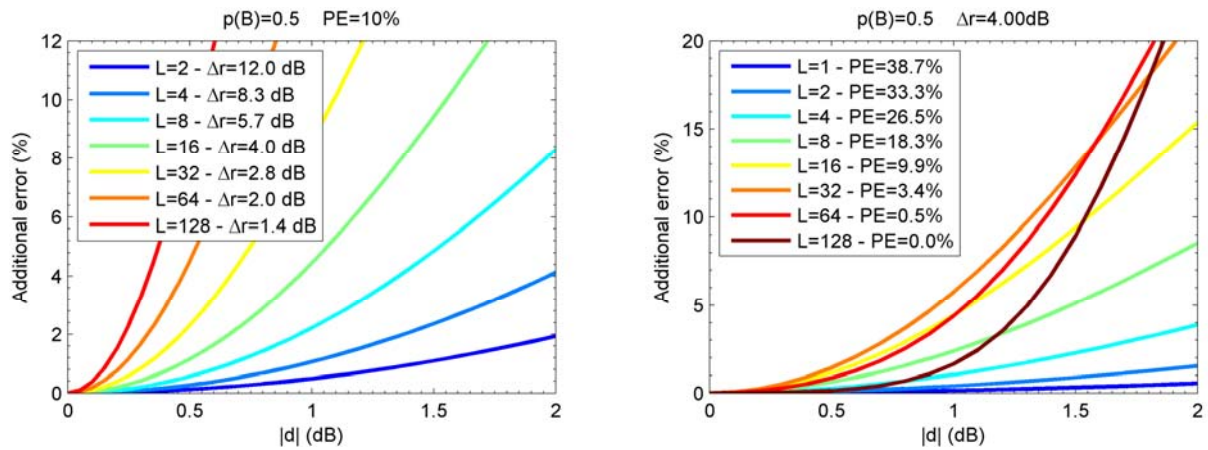 p(B)=0.5 PE=10%
12
10
8
6
4
2
0
Additional error (%)
L=2 - Δr=12.0 dB
L=4 - Δr=8.3 dB
L=8 - Δr=5.7 dB
L=16 - Δr=4.0 dB
L=32 - Δr=2.8 dB
L=64 - Δr=2.0 dB
L=128 - Δr=1.4 dB
0 0.5 1 1.5 2
|d| (dB)
p(B)=0.5 Δr=4.00dB
20
15
10
5
0
Additional error (%)
L=1 - PE=38.7%
L=2 - PE=33.3%
L=4 - PE=26.5%
L=8 - PE=18.3%
L=16 - PE=9.9%
L=32 - PE=3.4%
L=64 - PE=0.5%
L=128 - PE=0.0%
0 0.5 1 1.5 2
|d| (dB)